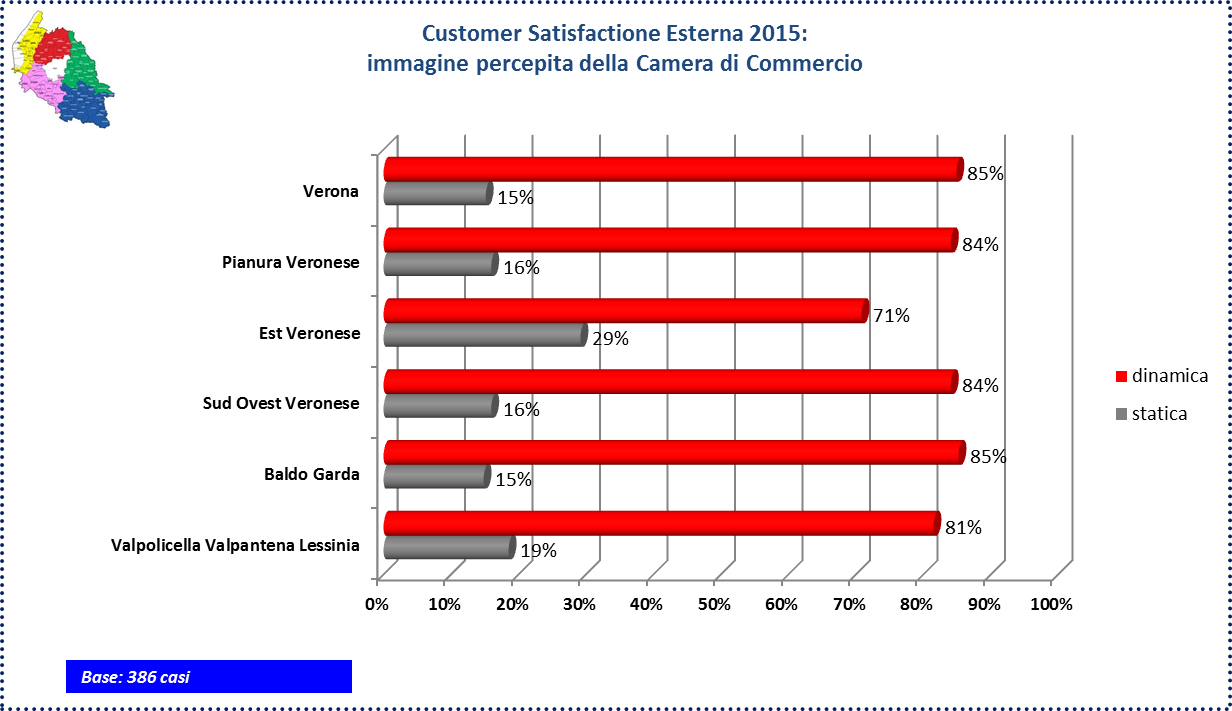 Customer Satisfactione Esterna 2015:
immagine percepita della Camera di Commercio
Verona
85%
15%
Pianura Veronese
84%
16%
Est Veronese
71%
29%
Sud Ovest Veronese
84%
16%
Baldo Garda
85%
15%
Valpolicella Valpantena Lessinia
81%
19%
0% 10% 20% 30% 40% 50% 60% 70% 80% 90% 100%
dinamica
statica
Base: 386 casi